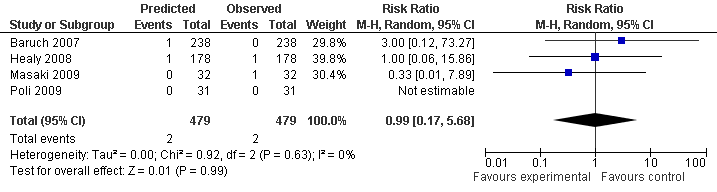 Predicted Observed Risk Ratio Risk Ratio
Study or Subgroup Events Total Events Total Weight M-H, Random, 95% CI M-H, Random, 95% CI
Baruch 2007 1 238 0 238 29.8% 3.00 [0.12, 73.27]
Healy 2008 1 178 1 178 39.8% 1.00 [0.06, 15.86]
Masaki 2009 0 32 1 32 30.4% 0.33 [0.01, 7.89]
Poli 2009 0 31 0 31 Not estimable
Total (95% CI) 479 479 100.0% 0.99 [0.17, 5.68]
Total events 2 2
Heterogeneity: Tau² = 0.00; Chi² = 0.92, df = 2 (P = 0.63); I² = 0%
Test for overall effect: Z = 0.01 (P = 0.99)
0.01 0.1 1 10 100
Favours experimental Favours control